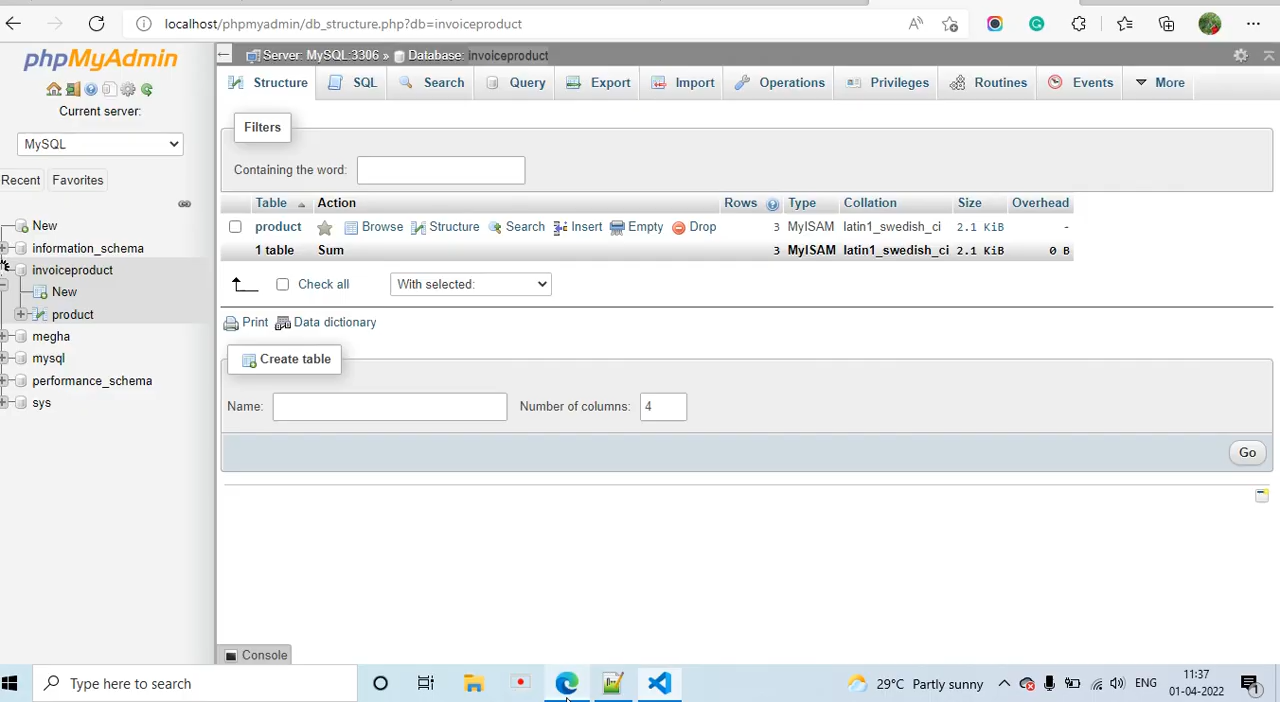 localhost/phpmyadmin/db_structure.php?db=invoiceproduct
phpMyAdmin
Current server:
MySQL
Recent Favorites
New
information_schema
invoiceproduct
New
product
megha
mysql
performance_schema
sys
Server: MySQL:3306 » Database: invoiceproduct
Structure SQL Search Query Export Import Operations Privileges Routines Events More
Filters
Containing the word:
Table Action Rows Type Collation Size Overhead
product Browse Structure Search Insert Empty Drop 3 MyISAM latin1_swedish_ci 2.1 KiB -
1 table Sum 3 MyISAM latin1_swedish_ci 2.1 KiB 0 B
Check all With selected:
Print Data dictionary
Create table
Name: Number of columns: 4
Go
Console
Type here to search
29°C Partly sunny ENG 11:37
01-04-2022
1